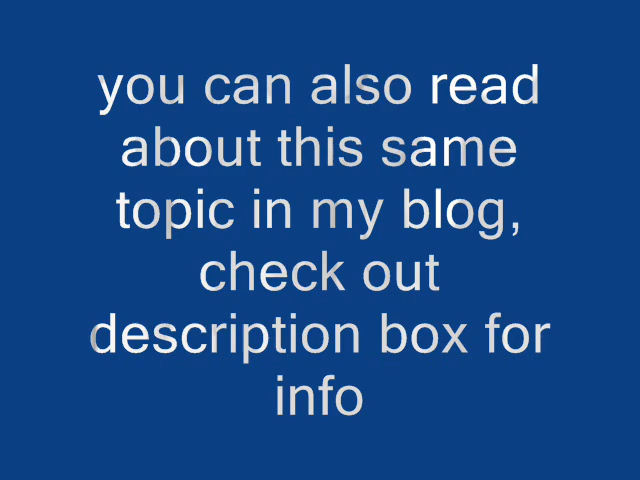 you can also read
about this same
topic in my blog,
check out
description box for
info